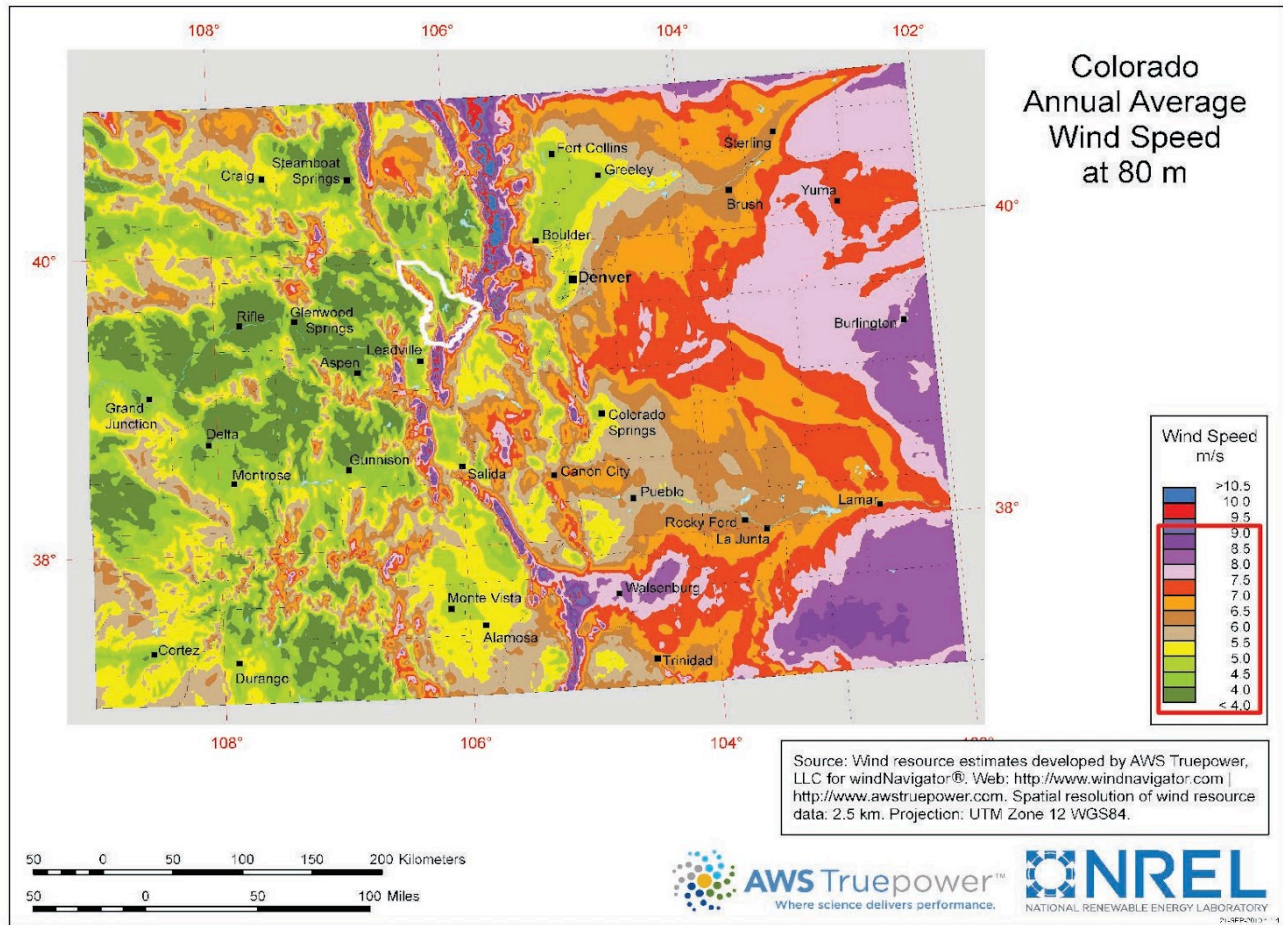 Colorado
Annual Average
Wind Speed
at 80 m
108°
106°
104°
102°
40°
40°
38°
38°
108°
106°
104°
Craig
Steamboat
Springs
Fort Collins
Greeley
Sterling
Brush
Yuma
Boulder
Denver
Burlington
Rifle
Glenwood
Springs
Leadville
Aspen
Grand
Junction
Delta
Montrose
Gunnison
Salida
Colorado
Springs
Canon City
Pueblo
Rocky Ford
La Junta
Lamar
Walsenburg
Monte Vista
Alamosa
Cortez
Durango
Trinidad
Wind Speed
m/s
>10.5
10.0
9.5
9.0
8.5
8.0
7.5
7.0
6.5
6.0
5.5
5.0
4.5
4.0
< 4.0
Source: Wind resource estimates developed by AWS Truepower,
LLC for windNavigator®. Web: http://www.windnavigator.com |
http://www.awstruepower.com. Spatial resolution of wind resource
data: 2.5 km. Projection: UTM Zone 12 WGS84.
50 0 50 100 150 200 Kilometers
50 0 50 100 Miles
AWS Truepower™
Where science delivers performance.
NREL
NATIONAL RENEWABLE ENERGY LABORATORY